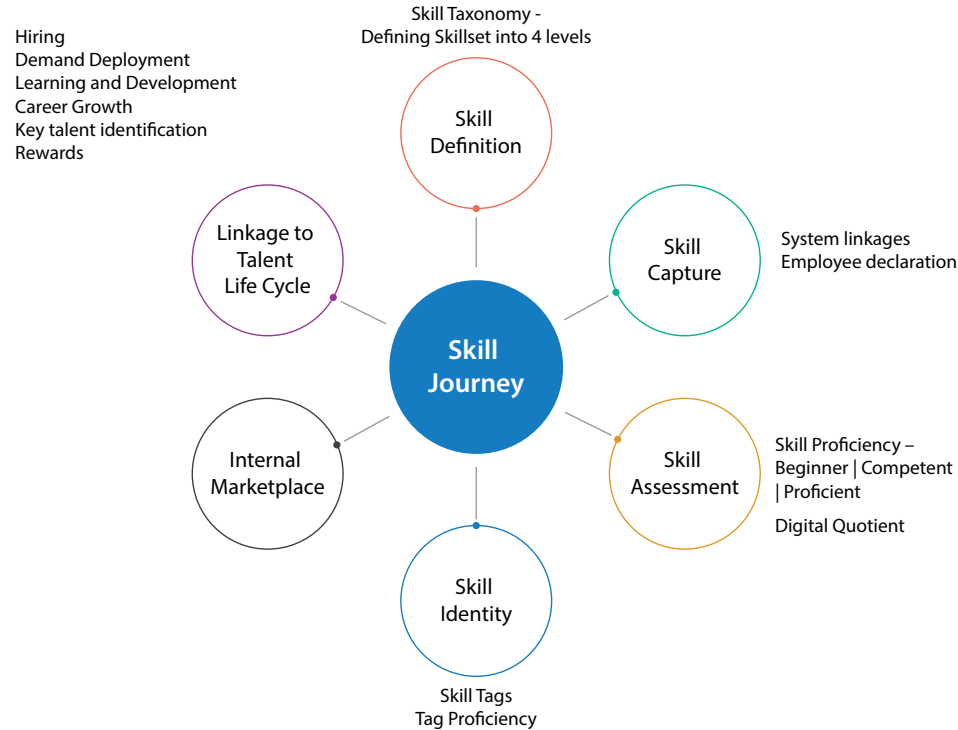 Skill Taxonomy -
Defining Skillset into 4 levels
Hiring
Demand Deployment
Learning and Development
Career Growth
Key talent identification
Rewards
Skill
Definition
Linkage to
Talent
Life Cycle
Skill
Capture
System linkages
Employee declaration
Skill
Journey
Internal
Marketplace
Skill
Assessment
Skill Proficiency –
Beginner | Competent
| Proficient
Digital Quotient
Skill
Identity
Skill Tags
Tag Proficiency